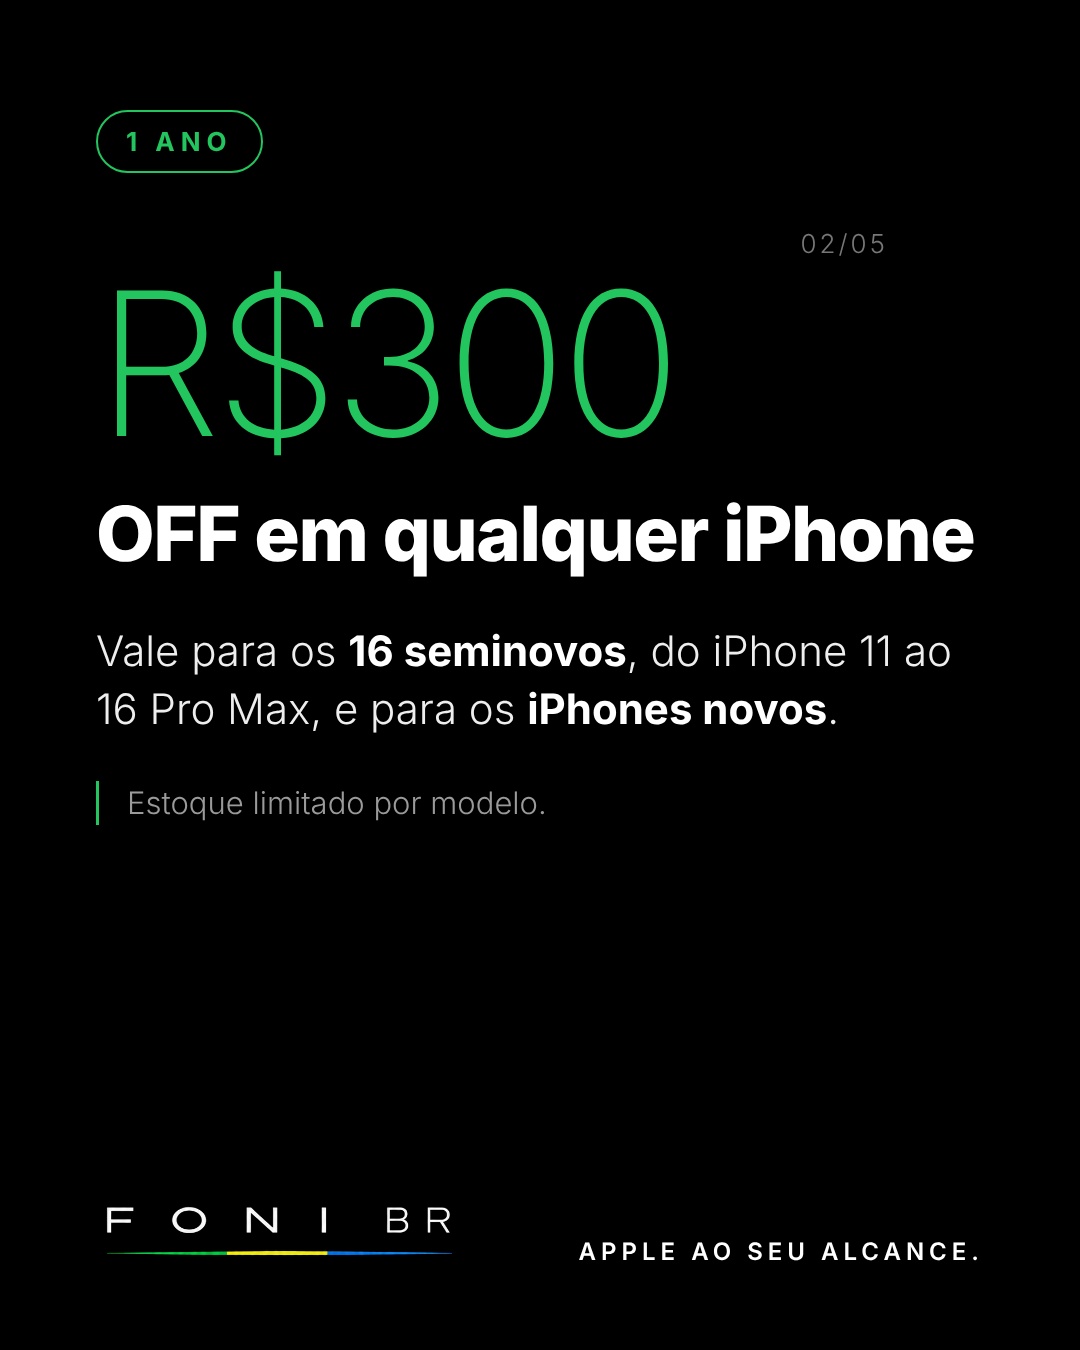 1 ANO
02/05
R$300
OFF em qualquer iPhone
Vale para os 16 seminovos, do iPhone 11 ao
16 Pro Max, e para os iPhones novos.
Estoque limitado por modelo.
FONI BR
APPLE AO SEU ALCANCE.